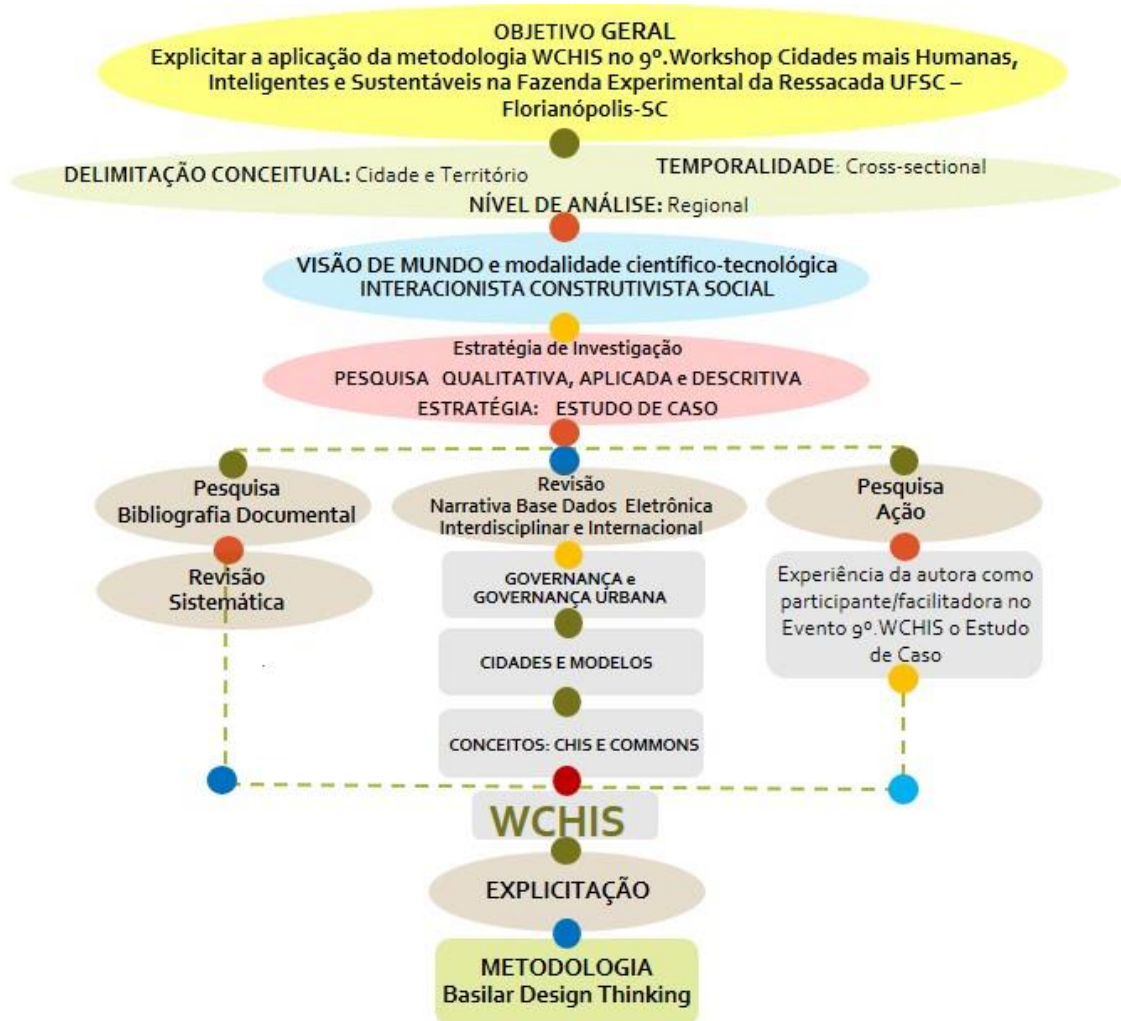 OBJETIVO GERAL
Explicitar a aplicação da metodologia WCHIS no 9º.Workshop Cidades mais Humanas,
Inteligentes e Sustentáveis na Fazenda Experimental da Ressacada UFSC –
Florianópolis-SC
DELIMITAÇÃO CONCEITUAL: Cidade e Território
TEMPORALIDADE: Cross-sectional
NÍVEL DE ANÁLISE: Regional
VISÃO DE MUNDO e modalidade científico-tecnológica
INTERACIONISTA CONSTRUTIVISTA SOCIAL
Estratégia de Investigação
PESQUISA QUALITATIVA, APLICADA e DESCRITIVA
ESTRATÉGIA: ESTUDO DE CASO
Pesquisa
Bibliografia Documental
Revisão
Sistemática
Revisão
Narrativa Base Dados Eletrônica
Interdisciplinar e Internacional
GOVERNANÇA e
GOVERNANÇA URBANA
CIDADES E MODELOS
CONCEITOS: CHIS E COMMONS
Pesquisa
Ação
Experiência da autora como
participante/facilitadora no
Evento 9º.WCHIS o Estudo
de Caso
WCHIS
EXPLICITAÇÃO
METODOLOGIA
Basilar Design Thinking